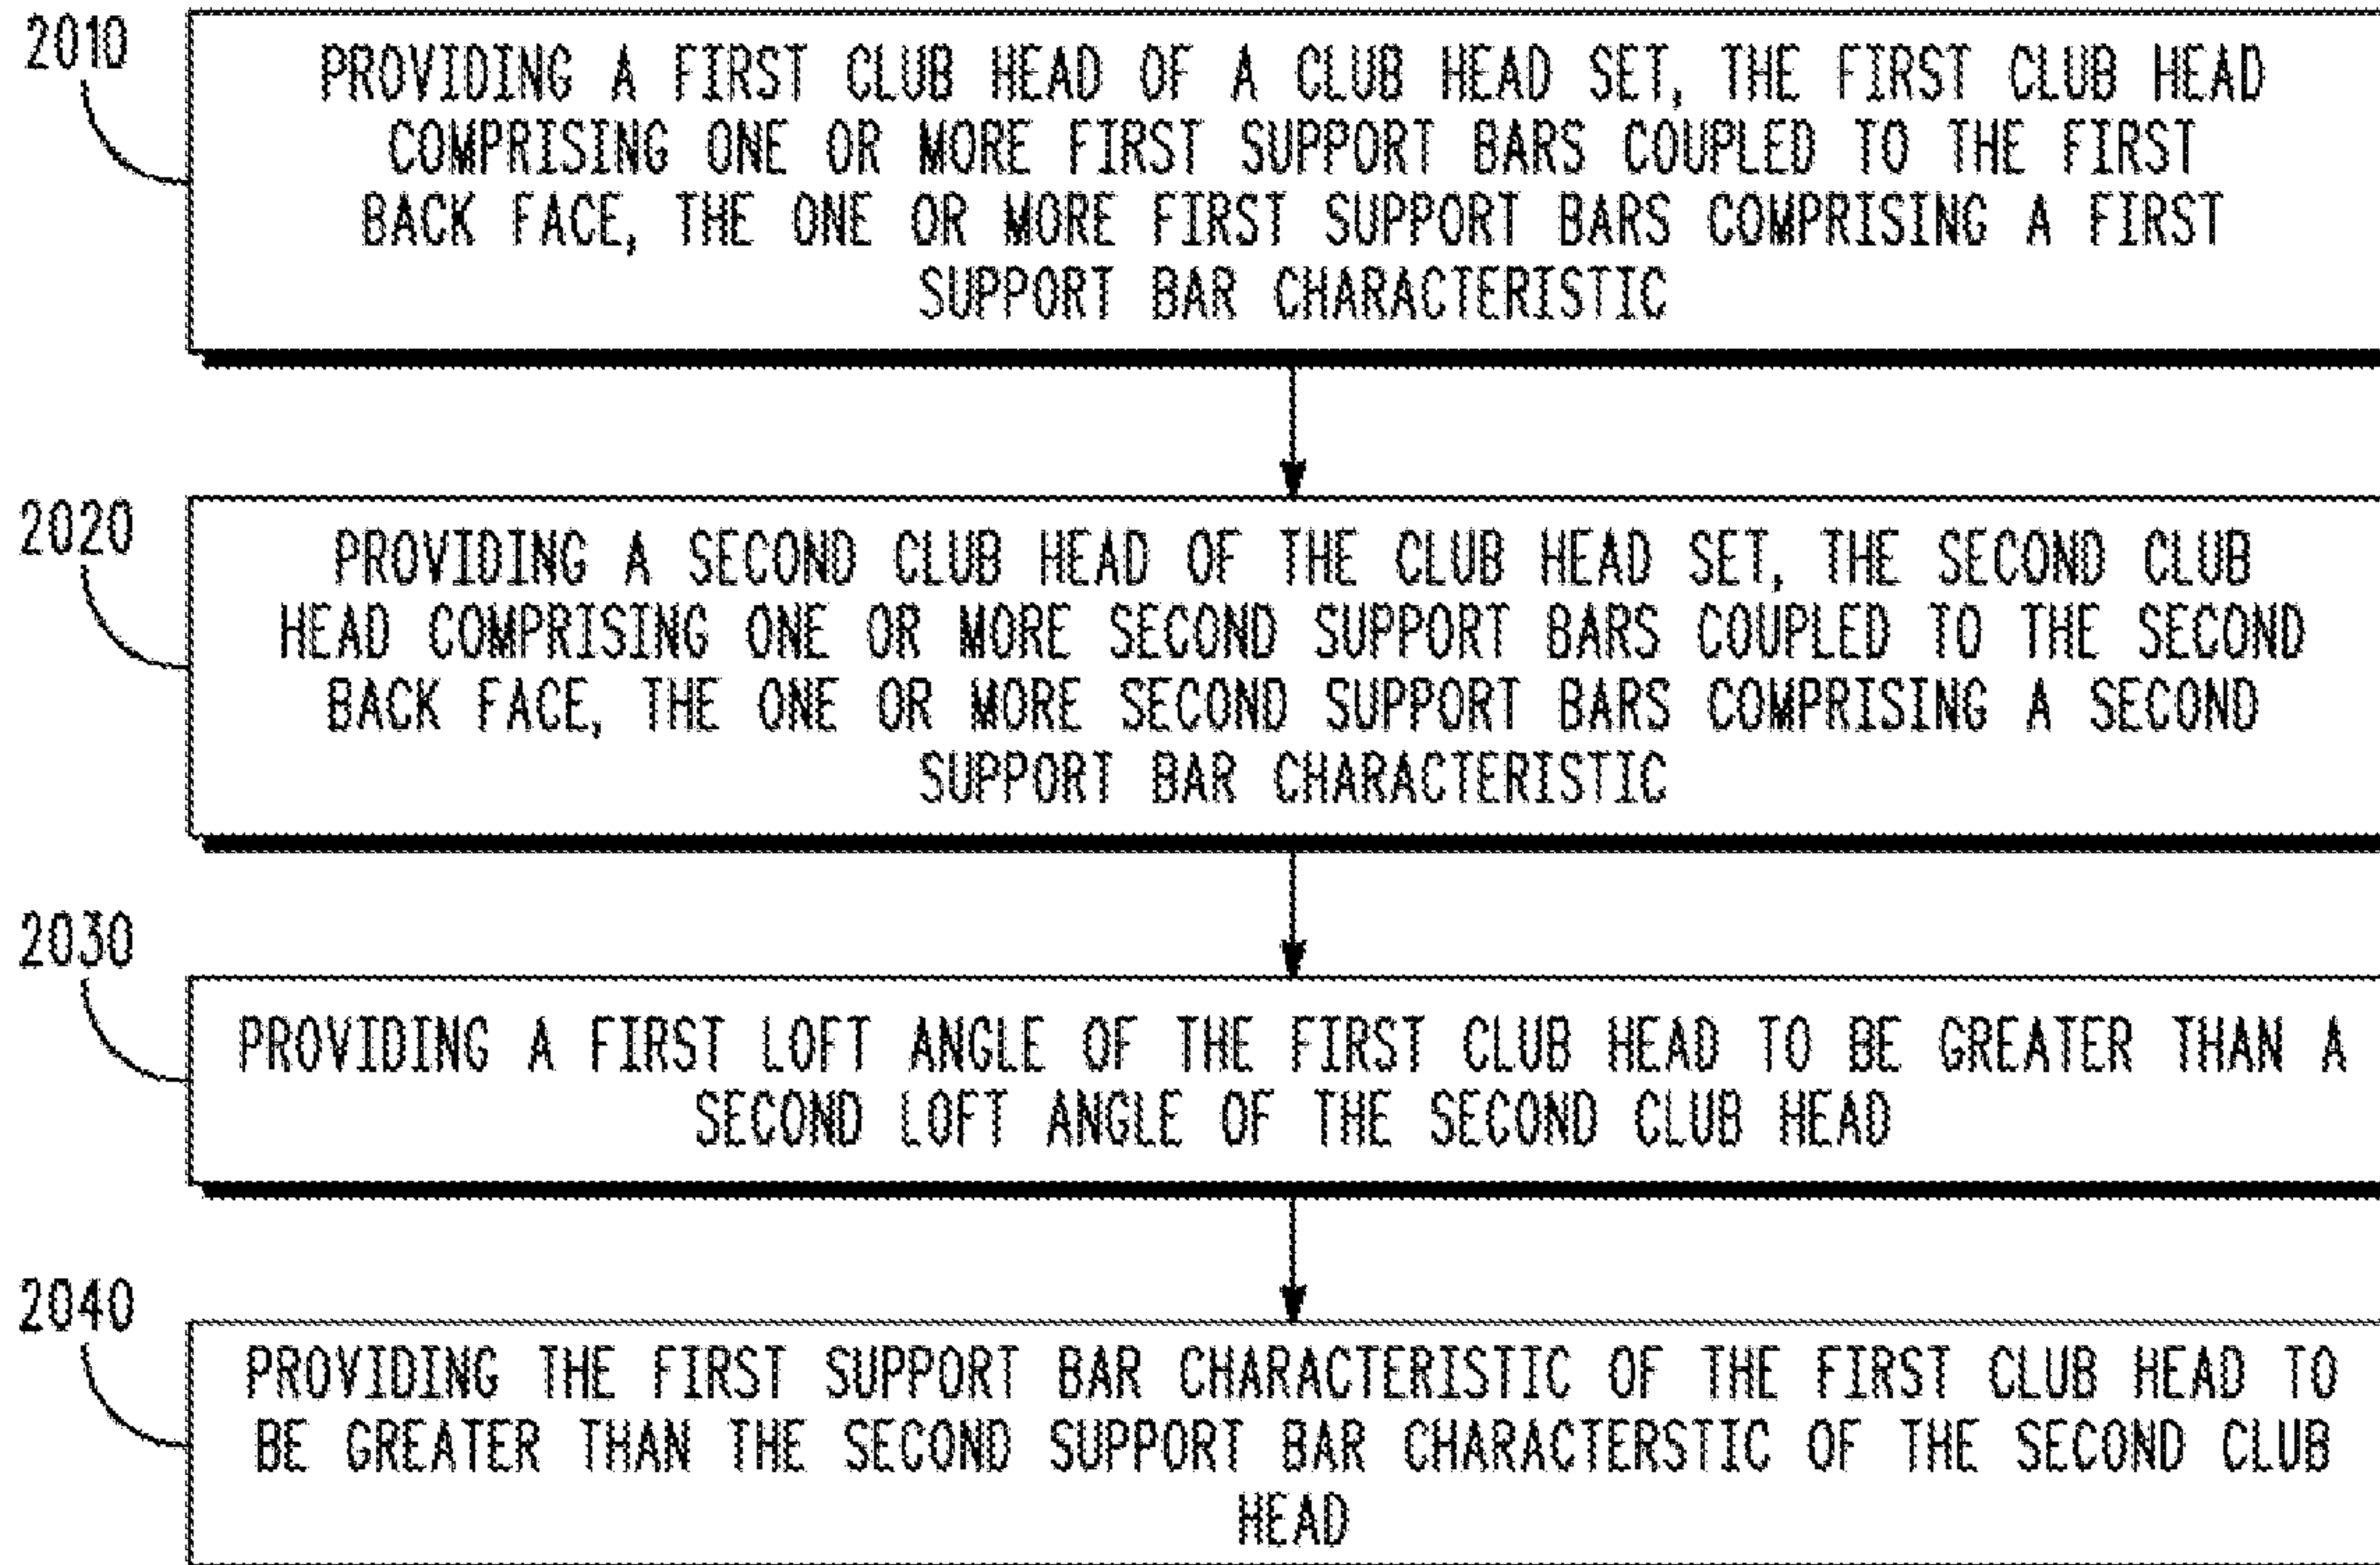 2010
PROVIDING A FIRST CLUB HEAD OF A CLUB HEAD SET, THE FIRST CLUB HEAD
COMPRISING ONE OR MORE FIRST SUPPORT BARS COUPLED TO THE FIRST
BACK FACE, THE ONE OR MORE FIRST SUPPORT BARS COMPRISING A FIRST
SUPPORT BAR CHARACTERISTIC
2020
PROVIDING A SECOND CLUB HEAD OF THE CLUB HEAD SET, THE SECOND CLUB
HEAD COMPRISING ONE OR MORE SECOND SUPPORT BARS COUPLED TO THE SECOND
BACK FACE, THE ONE OR MORE SECOND SUPPORT BARS COMPRISING A SECOND
SUPPORT BAR CHARACTERISTIC
2030
PROVIDING A FIRST LOFT ANGLE OF THE FIRST CLUB HEAD TO BE GREATER THAN A
SECOND LOFT ANGLE OF THE SECOND CLUB HEAD
2040
PROVIDING THE FIRST SUPPORT BAR CHARACTERISTIC OF THE FIRST CLUB HEAD TO
BE GREATER THAN THE SECOND SUPPORT BAR CHARACTERSTIC OF THE SECOND CLUB
HEAD